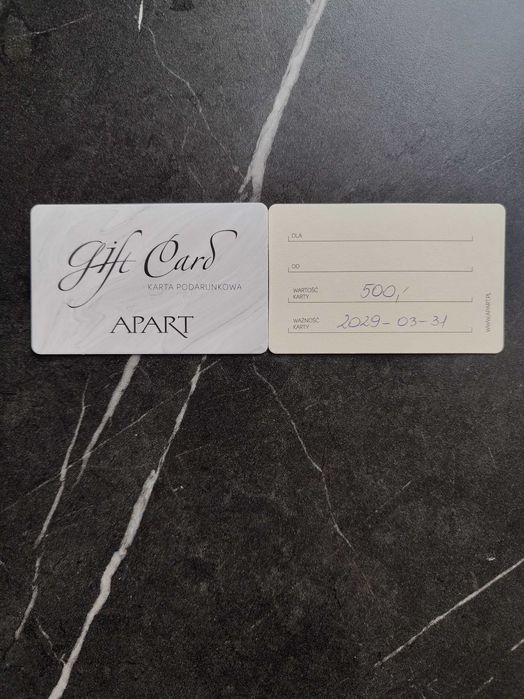 Gift Card
KARTA PODARUNKOWA
APART
DLA
OD
WARTOŚĆ
KARTY 500,-
WAŻNOŚĆ
KARTY 2029-03-31
WWW.APART.PL